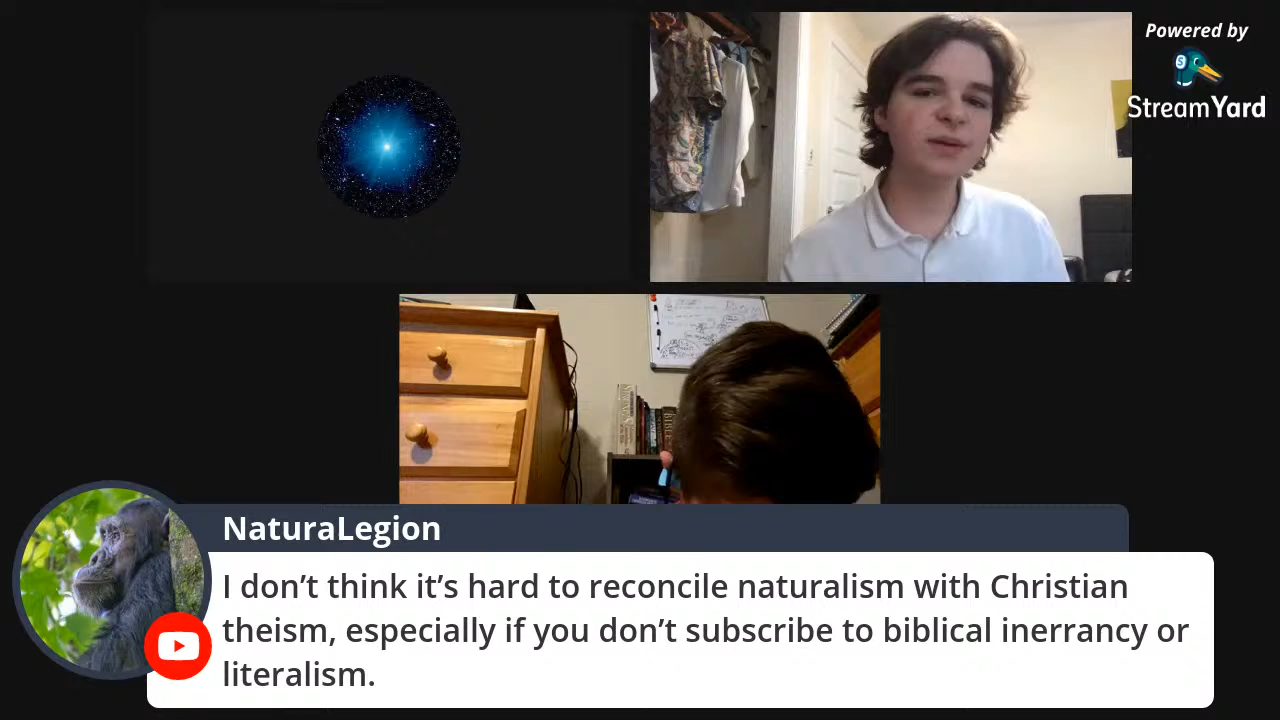 Powered by
StreamYard
NaturaLegion
I don’t think it’s hard to reconcile naturalism with Christian
theism, especially if you don’t subscribe to biblical inerrancy or
literalism.